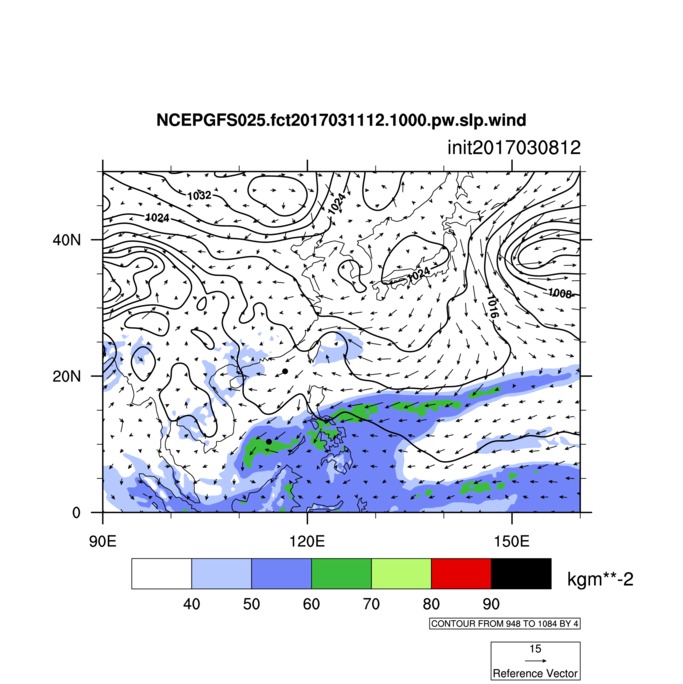 NCEPGFS025.fct2017031112.1000.pw.slp.wind
init2017030812
1032
1024
1024
40N
1024
1008
1016
20N
0
90E
120E
150E
40 50 60 70 80 90
kgm**-2
CONTOUR FROM 948 TO 1084 BY 4
15
Reference Vector